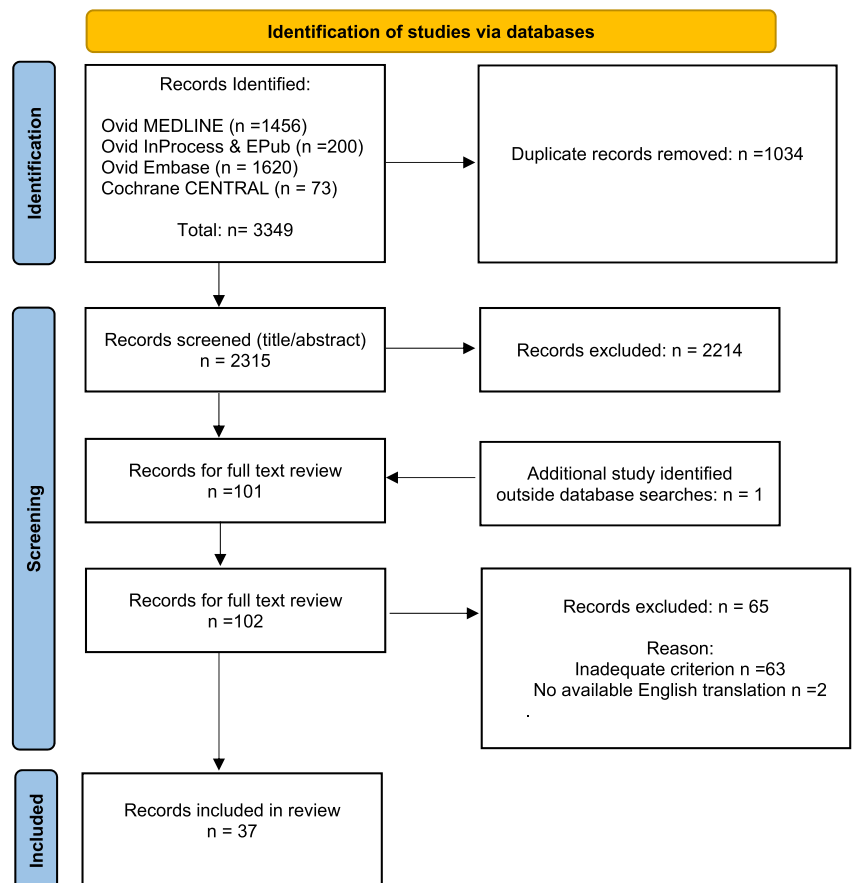 Identification of studies via databases
Identification
Records Identified:
Ovid MEDLINE (n =1456)
Ovid InProcess & EPub (n =200)
Ovid Embase (n = 1620)
Cochrane CENTRAL (n = 73)
Total: n= 3349
Duplicate records removed: n =1034
Screening
Records screened (title/abstract)
n = 2315
Records excluded: n = 2214
Records for full text review
n =101
Additional study identified
outside database searches: n = 1
Records for full text review
n =102
Records excluded: n = 65
Reason:
Inadequate criterion n =63
No available English translation n =2
.
Included
Records included in review
n = 37